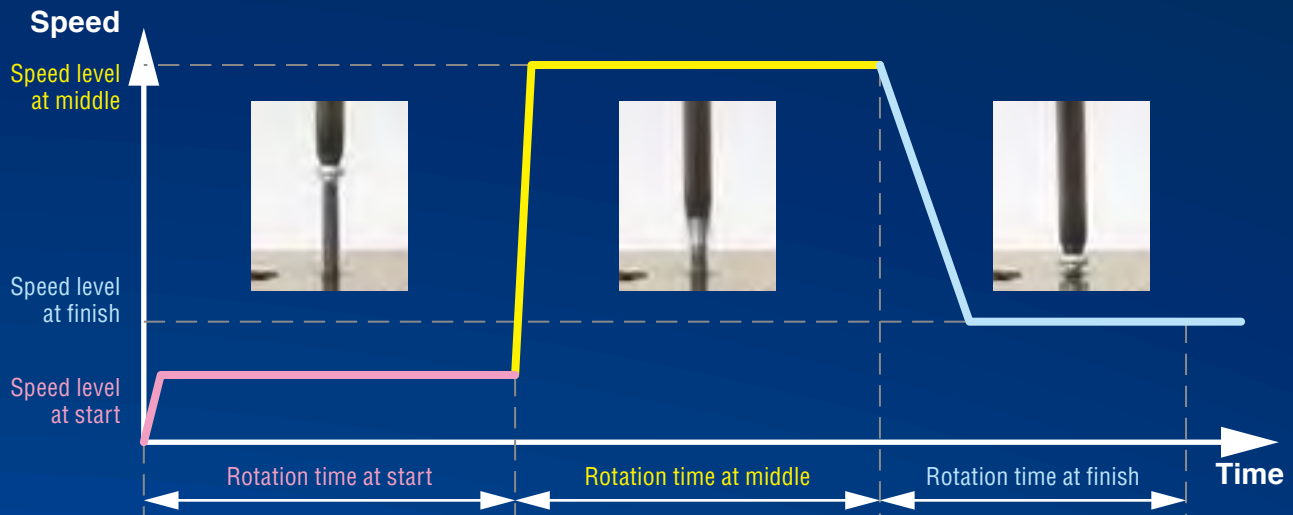 Speed
Speed level
at middle
Speed level
at finish
Speed level
at start
Rotation time at start
Rotation time at middle
Rotation time at finish
Time